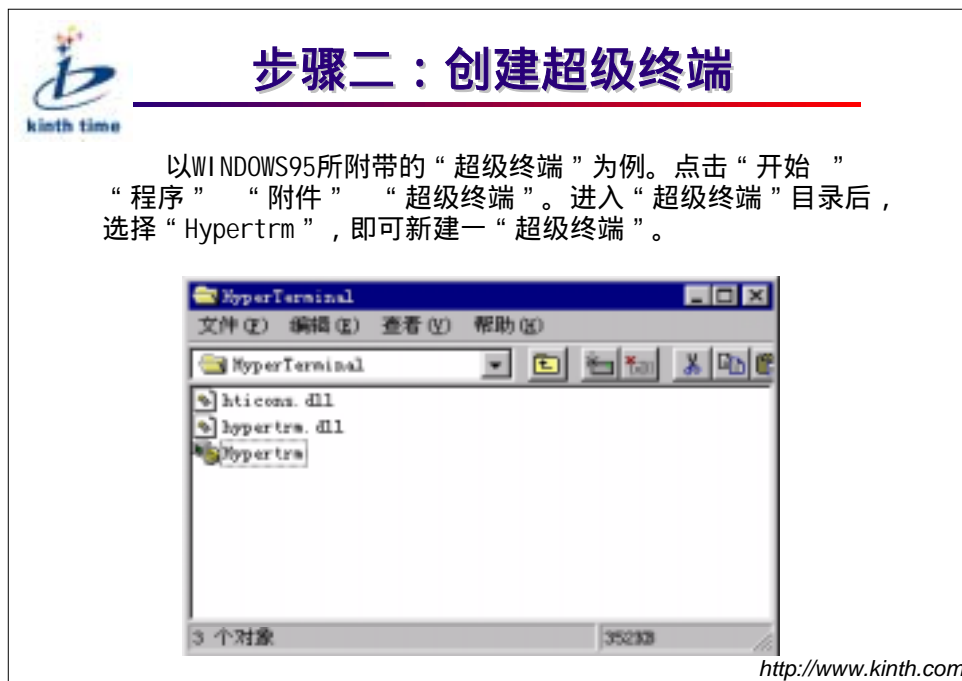 kinth time
步骤二：创建超级终端
以WINDOWS95所附带的“超级终端”为例。点击“开始 ”
“程序” “附件” “超级终端”。进入“超级终端”目录后，
选择“Hypertrm”，即可新建一“超级终端”。
HyperTerminal
文件(F) 编辑(E) 查看(V) 帮助(H)
HyperTerminal
hticons.dll
hypertrm.dll
Hypertrm
3 个对象 352KB
http://www.kinth.com